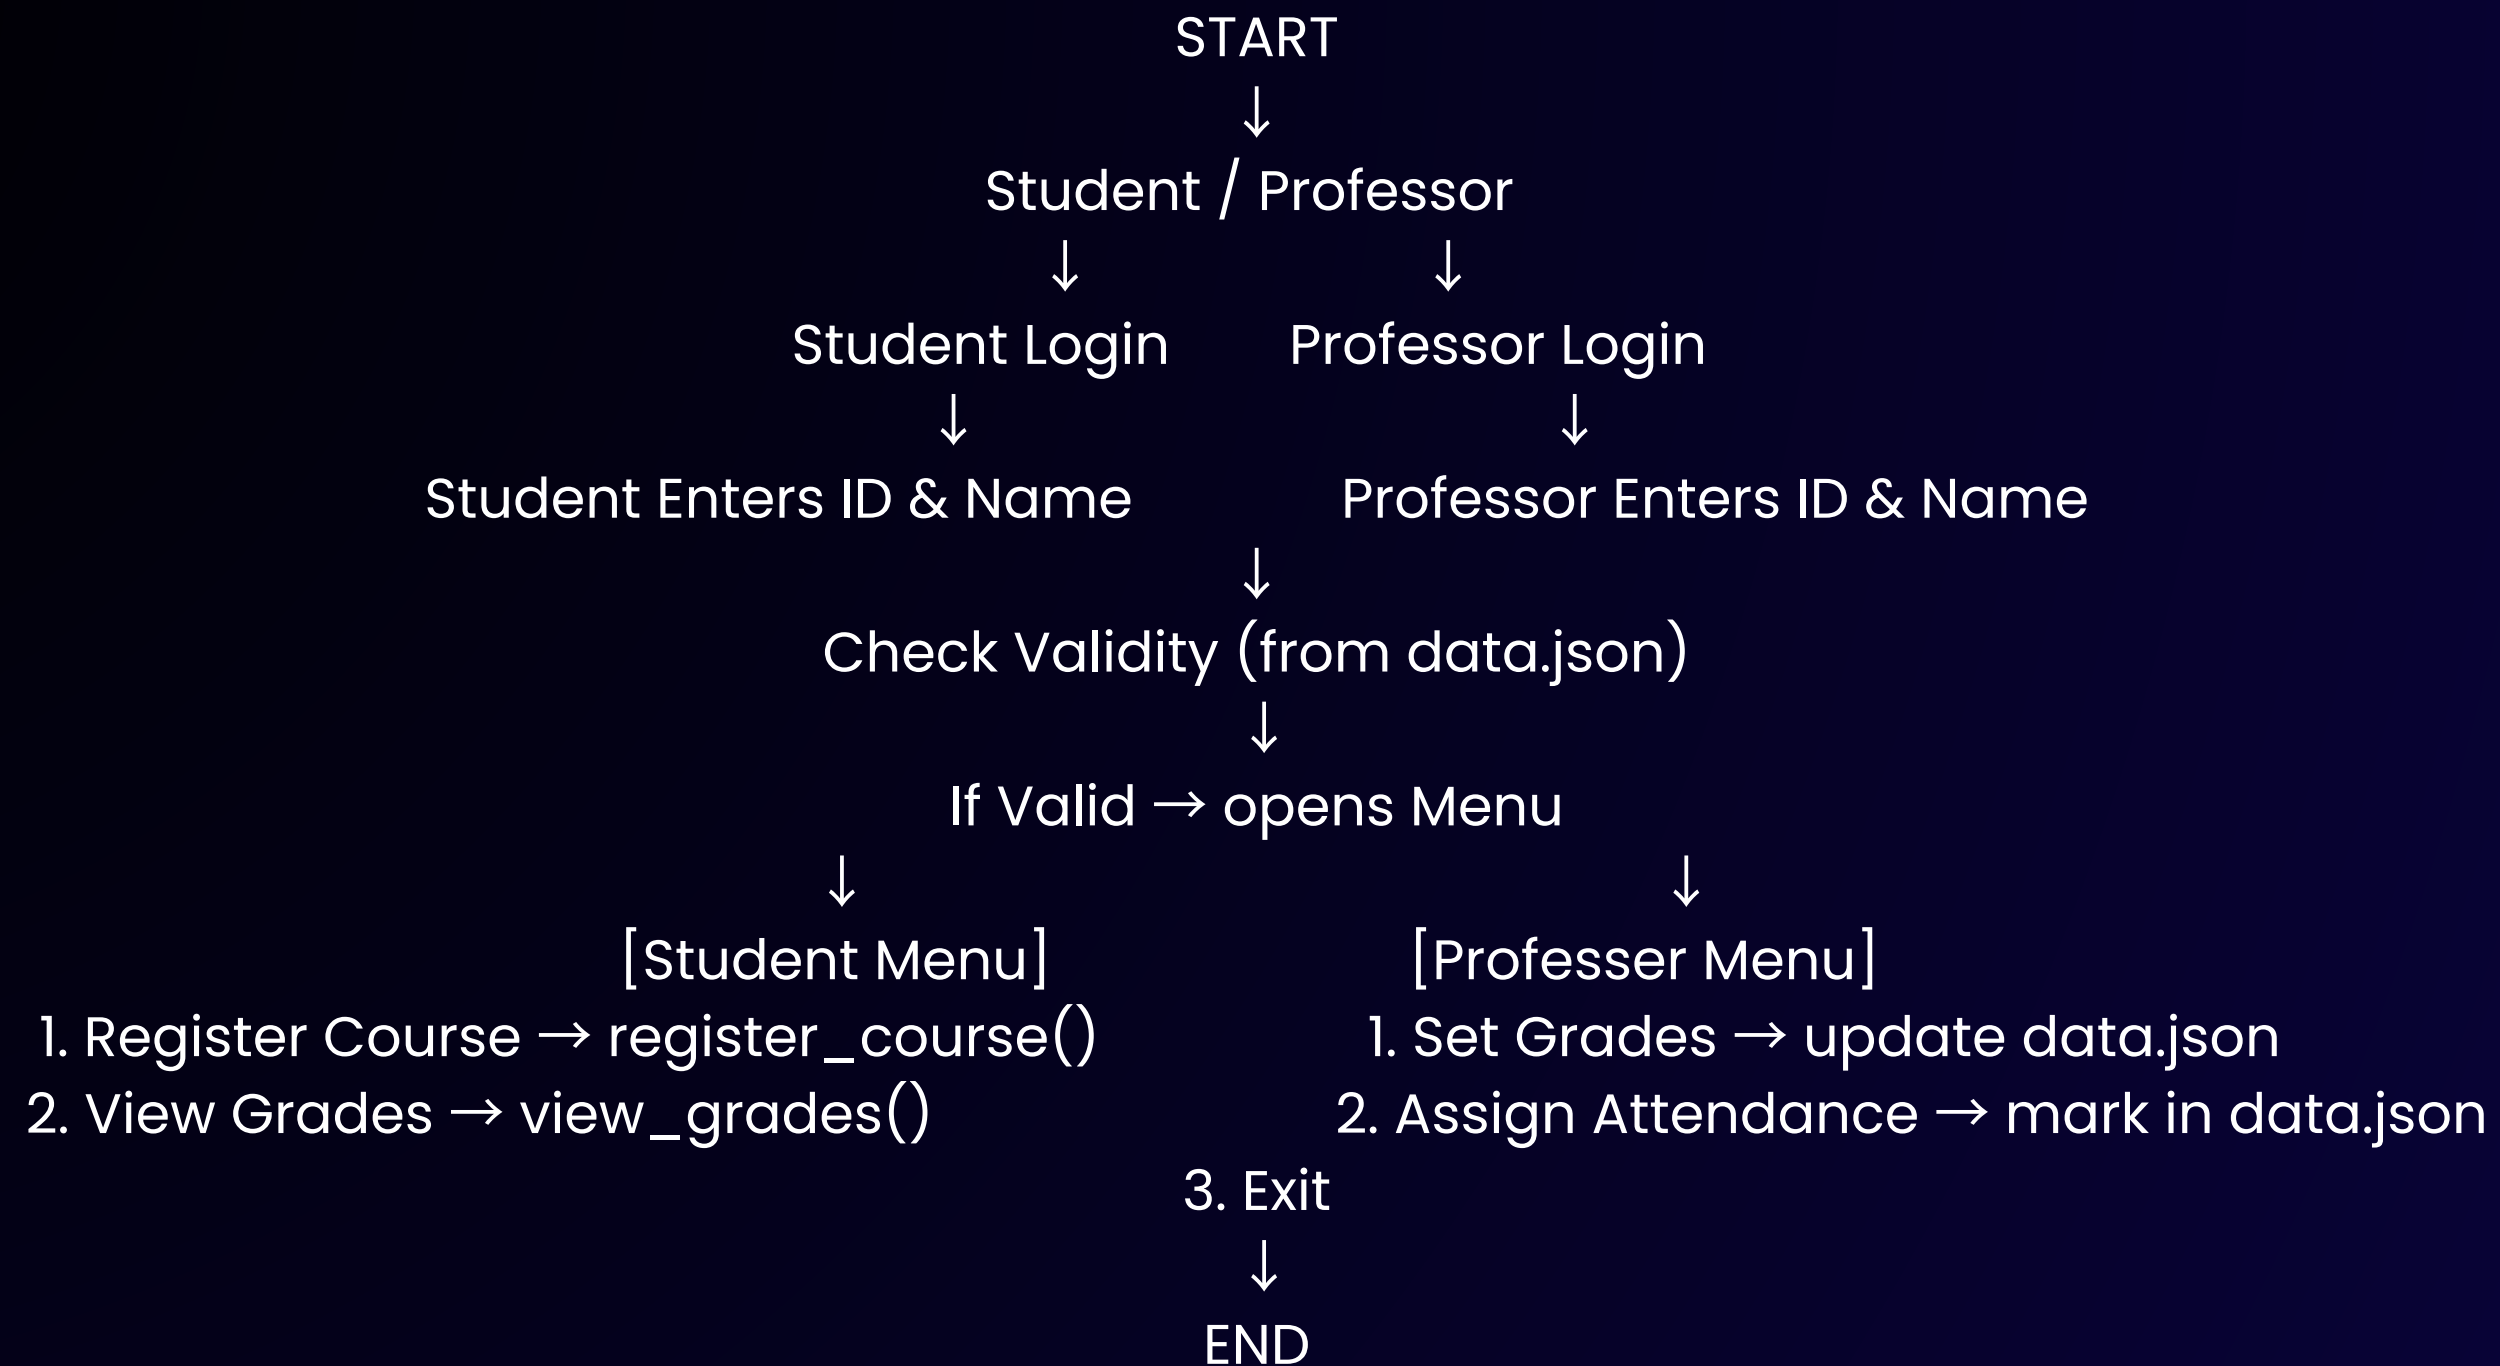 START
↓
Student / Professor
↓ ↓
Student Login Professor Login
↓ ↓
Student Enters ID & Name Professor Enters ID & Name
↓
Check Validity (from data.json)
↓
If Valid → opens Menu
↓ ↓
[Student Menu] [Professor Menu]
1. Register Course → register_course() 1. Set Grades → update data.json
2. View Grades → view_grades() 2. Assign Attendance → mark in data.json
3. Exit
↓
END